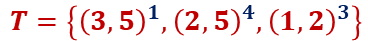 T = {(3, 5)¹, (2, 5)⁴, (1, 2)³}